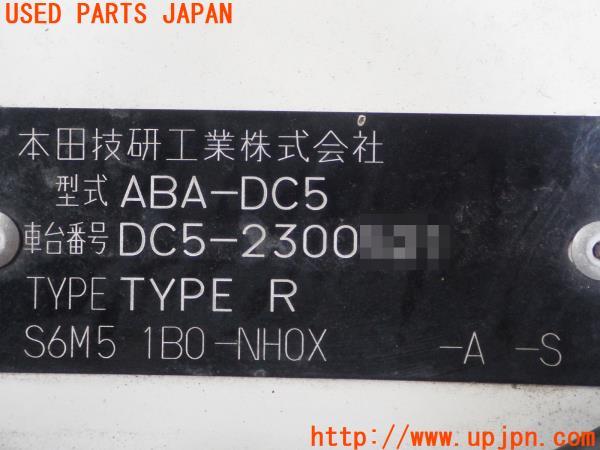 USED PARTS JAPAN
本田技研工業株式会社
型式 ABA-DC5
車台番号 DC5-2300
TYPE TYPE R
S6M5 1B0-NH0X -A -S
http://www.upjpn.com/